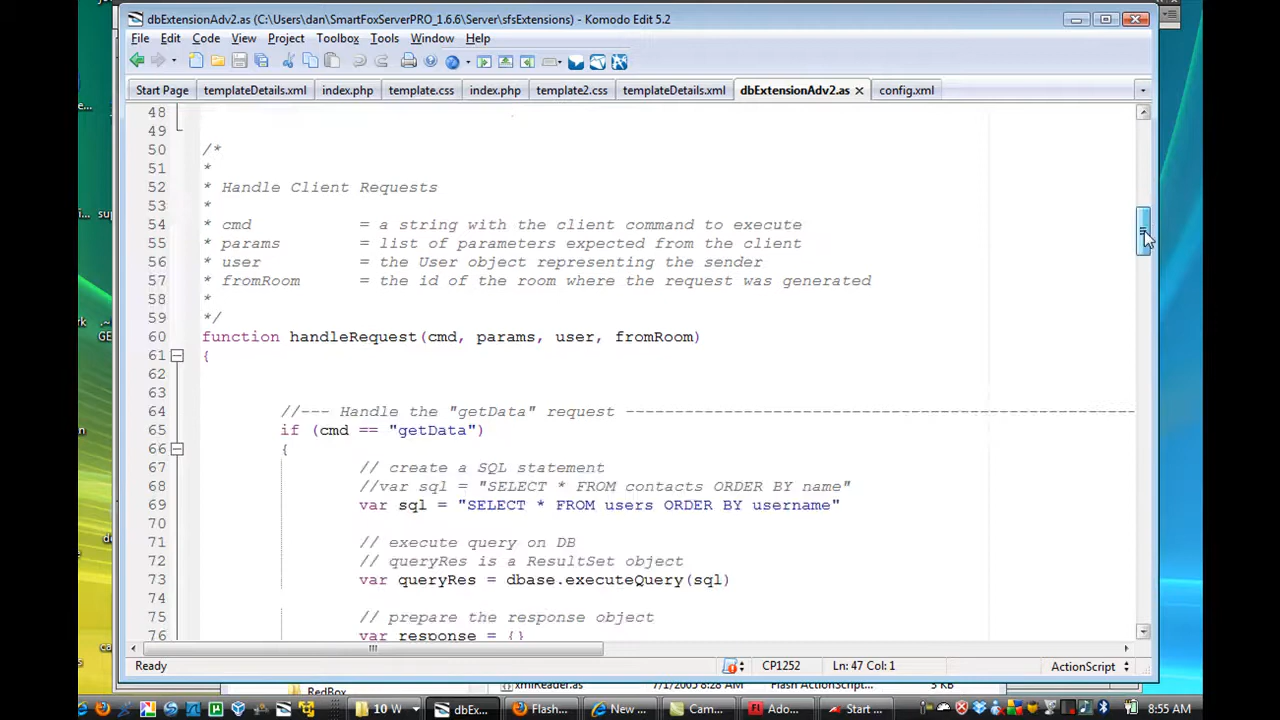 dbExtensionAdv2.as (C:\Users\dan\SmartFoxServerPRO_1.6.6\Server\sfsExtensions) - Komodo Edit 5.2
File Edit Code View Project Toolbox Tools Window Help
Start Page templateDetails.xml index.php template.css index.php template2.css templateDetails.xml dbExtensionAdv2.as config.xml
48
49
50 /*
51 *
52 * Handle Client Requests
53 *
54 * cmd = a string with the client command to execute
55 * params = list of parameters expected from the client
56 * user = the User object representing the sender
57 * fromRoom = the id of the room where the request was generated
58 *
59 */
60 function handleRequest(cmd, params, user, fromRoom)
61 {
62
63
64 //--- Handle the "getData" request ----------------------------------------------------
65 if (cmd == "getData")
66 {
67 // create a SQL statement
68 //var sql = "SELECT * FROM contacts ORDER BY name"
69 var sql = "SELECT * FROM users ORDER BY username"
70
71 // execute query on DB
72 // queryRes is a ResultSet object
73 var queryRes = dbase.executeQuery(sql)
74
75 // prepare the response object
76 var response = {}
Ready CP1252 Ln: 47 Col: 1 ActionScript
RedBox xmlReader.as 7/1/2005 8:28 AM Flash ActionScript... 5 KB
10 W dbEx... Flash... New ... Cam... Ado... Start ... 8:55 AM